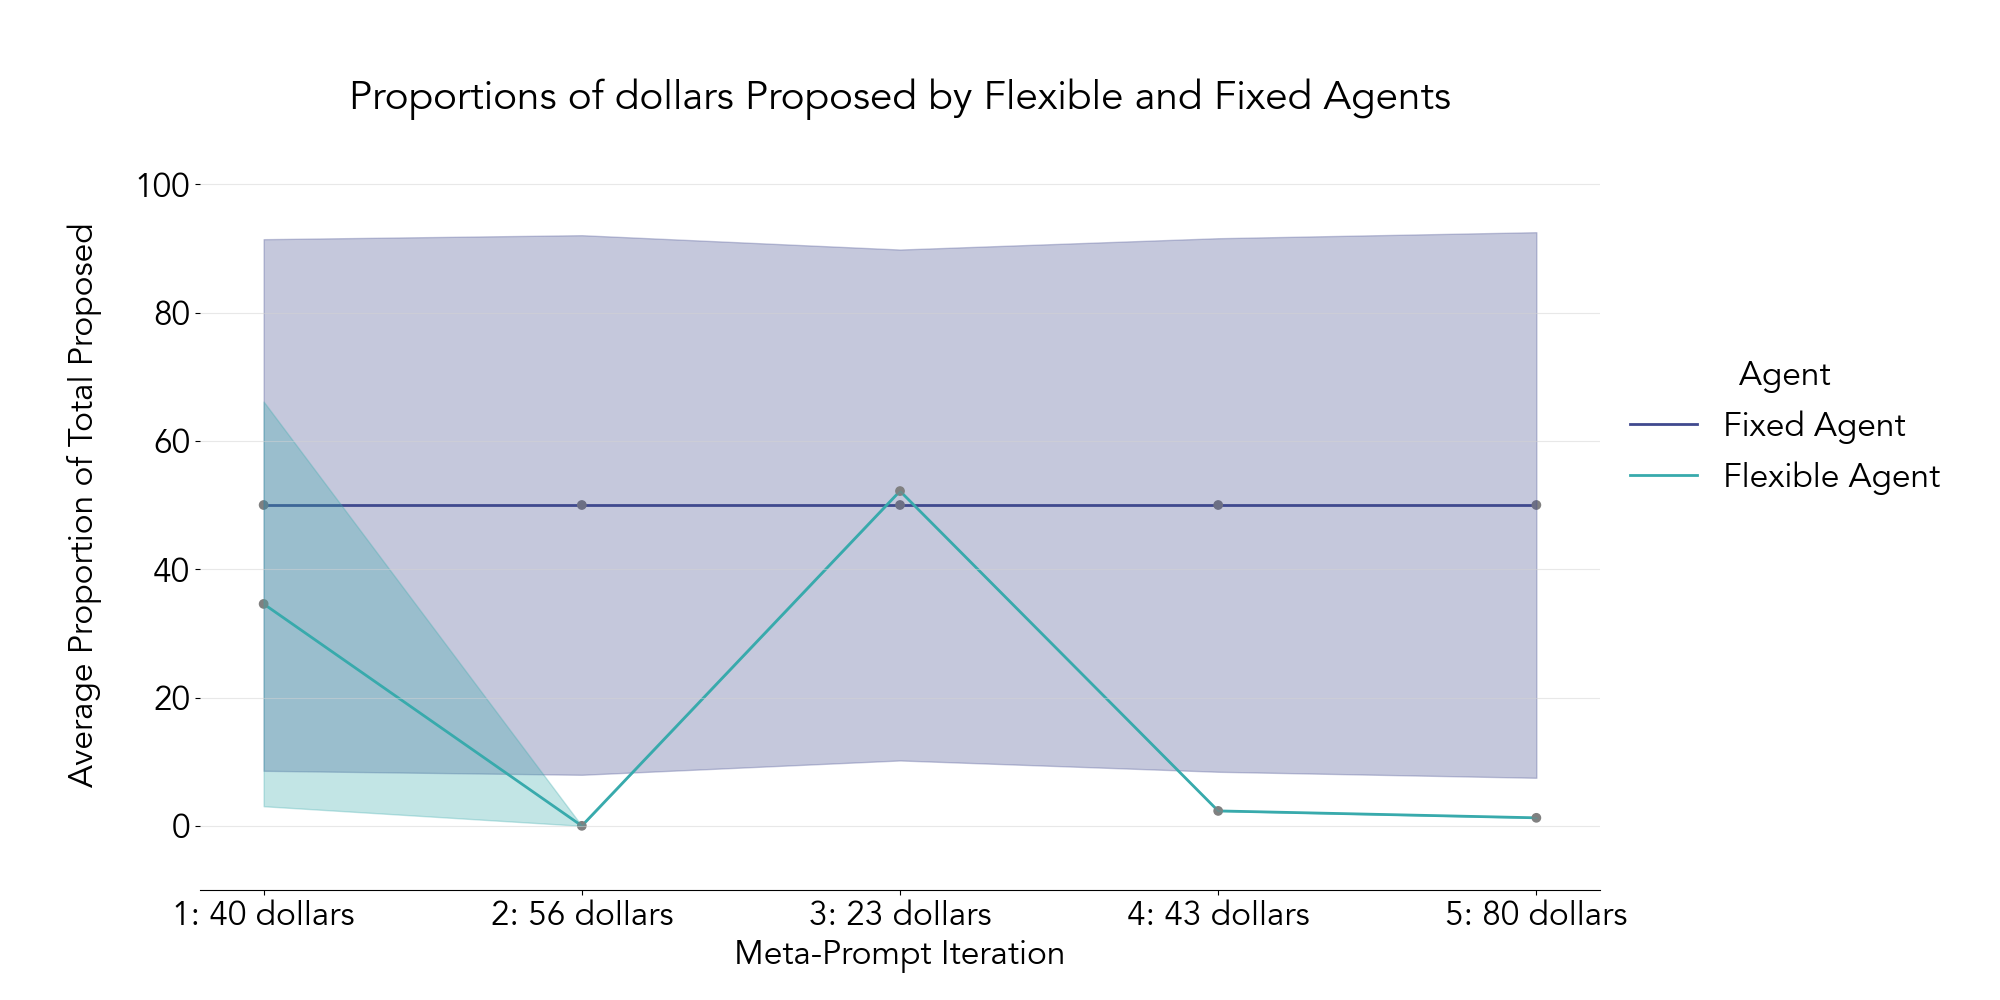 Proportions of dollars Proposed by Flexible and Fixed Agents
Average Proportion of Total Proposed
100
80
60
40
20
0
1: 40 dollars
2: 56 dollars
3: 23 dollars
4: 43 dollars
5: 80 dollars
Meta-Prompt Iteration
Agent
Fixed Agent
Flexible Agent